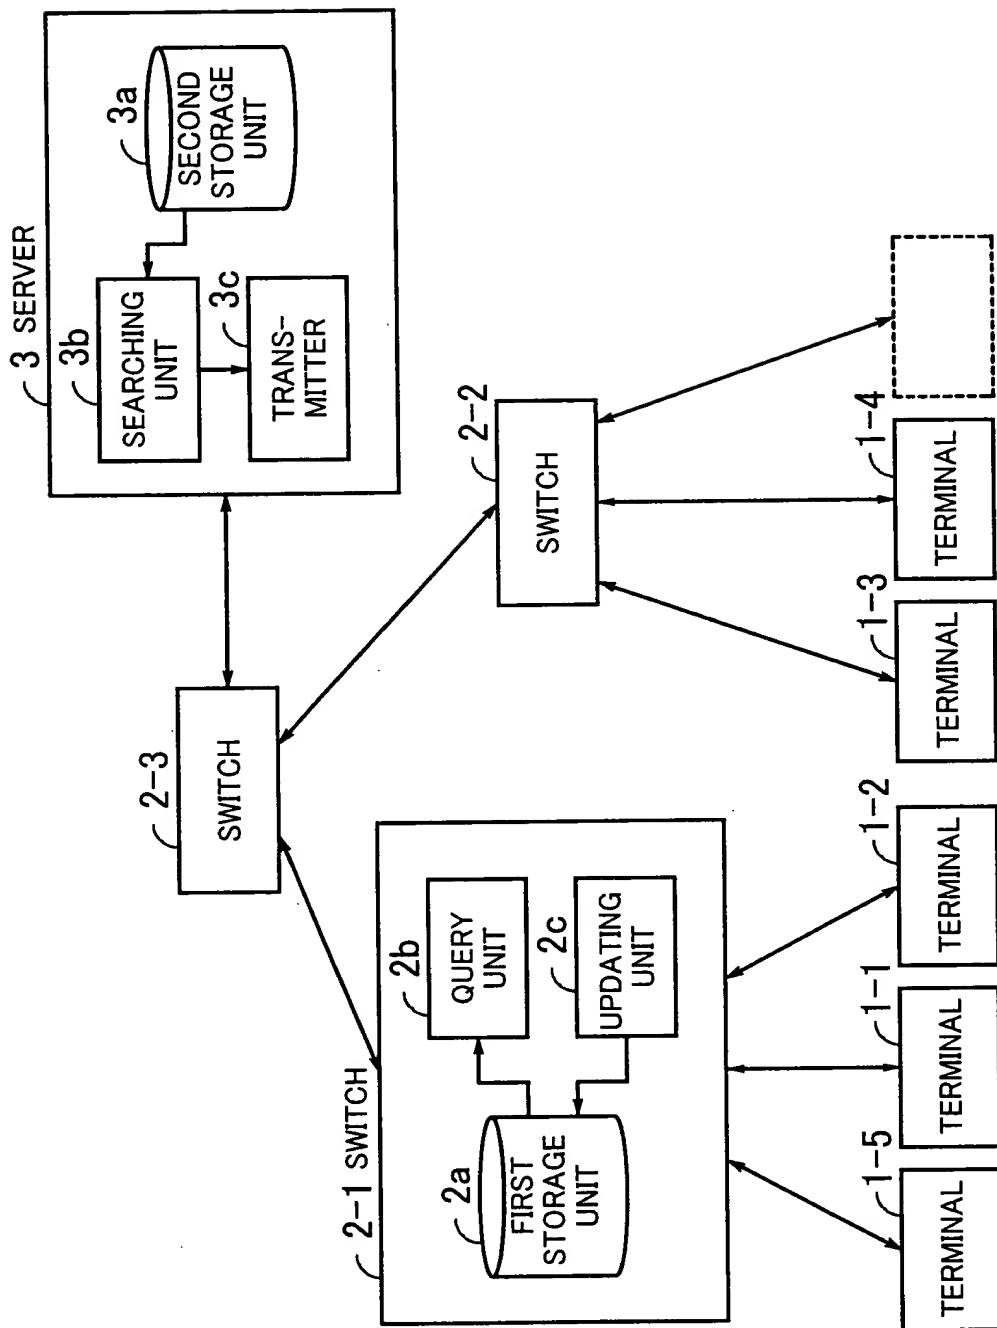 3 SERVER
3a
SECOND
STORAGE
UNIT
3b
SEARCHING
UNIT
3c
TRANS-
MITTER
2-3
SWITCH
2-2
SWITCH
2-1 SWITCH
2a
FIRST
STORAGE
UNIT
2b
QUERY
UNIT
2c
UPDATING
UNIT
1-5
TERMINAL
1-1
TERMINAL
1-2
TERMINAL
1-3
TERMINAL
1-4
TERMINAL